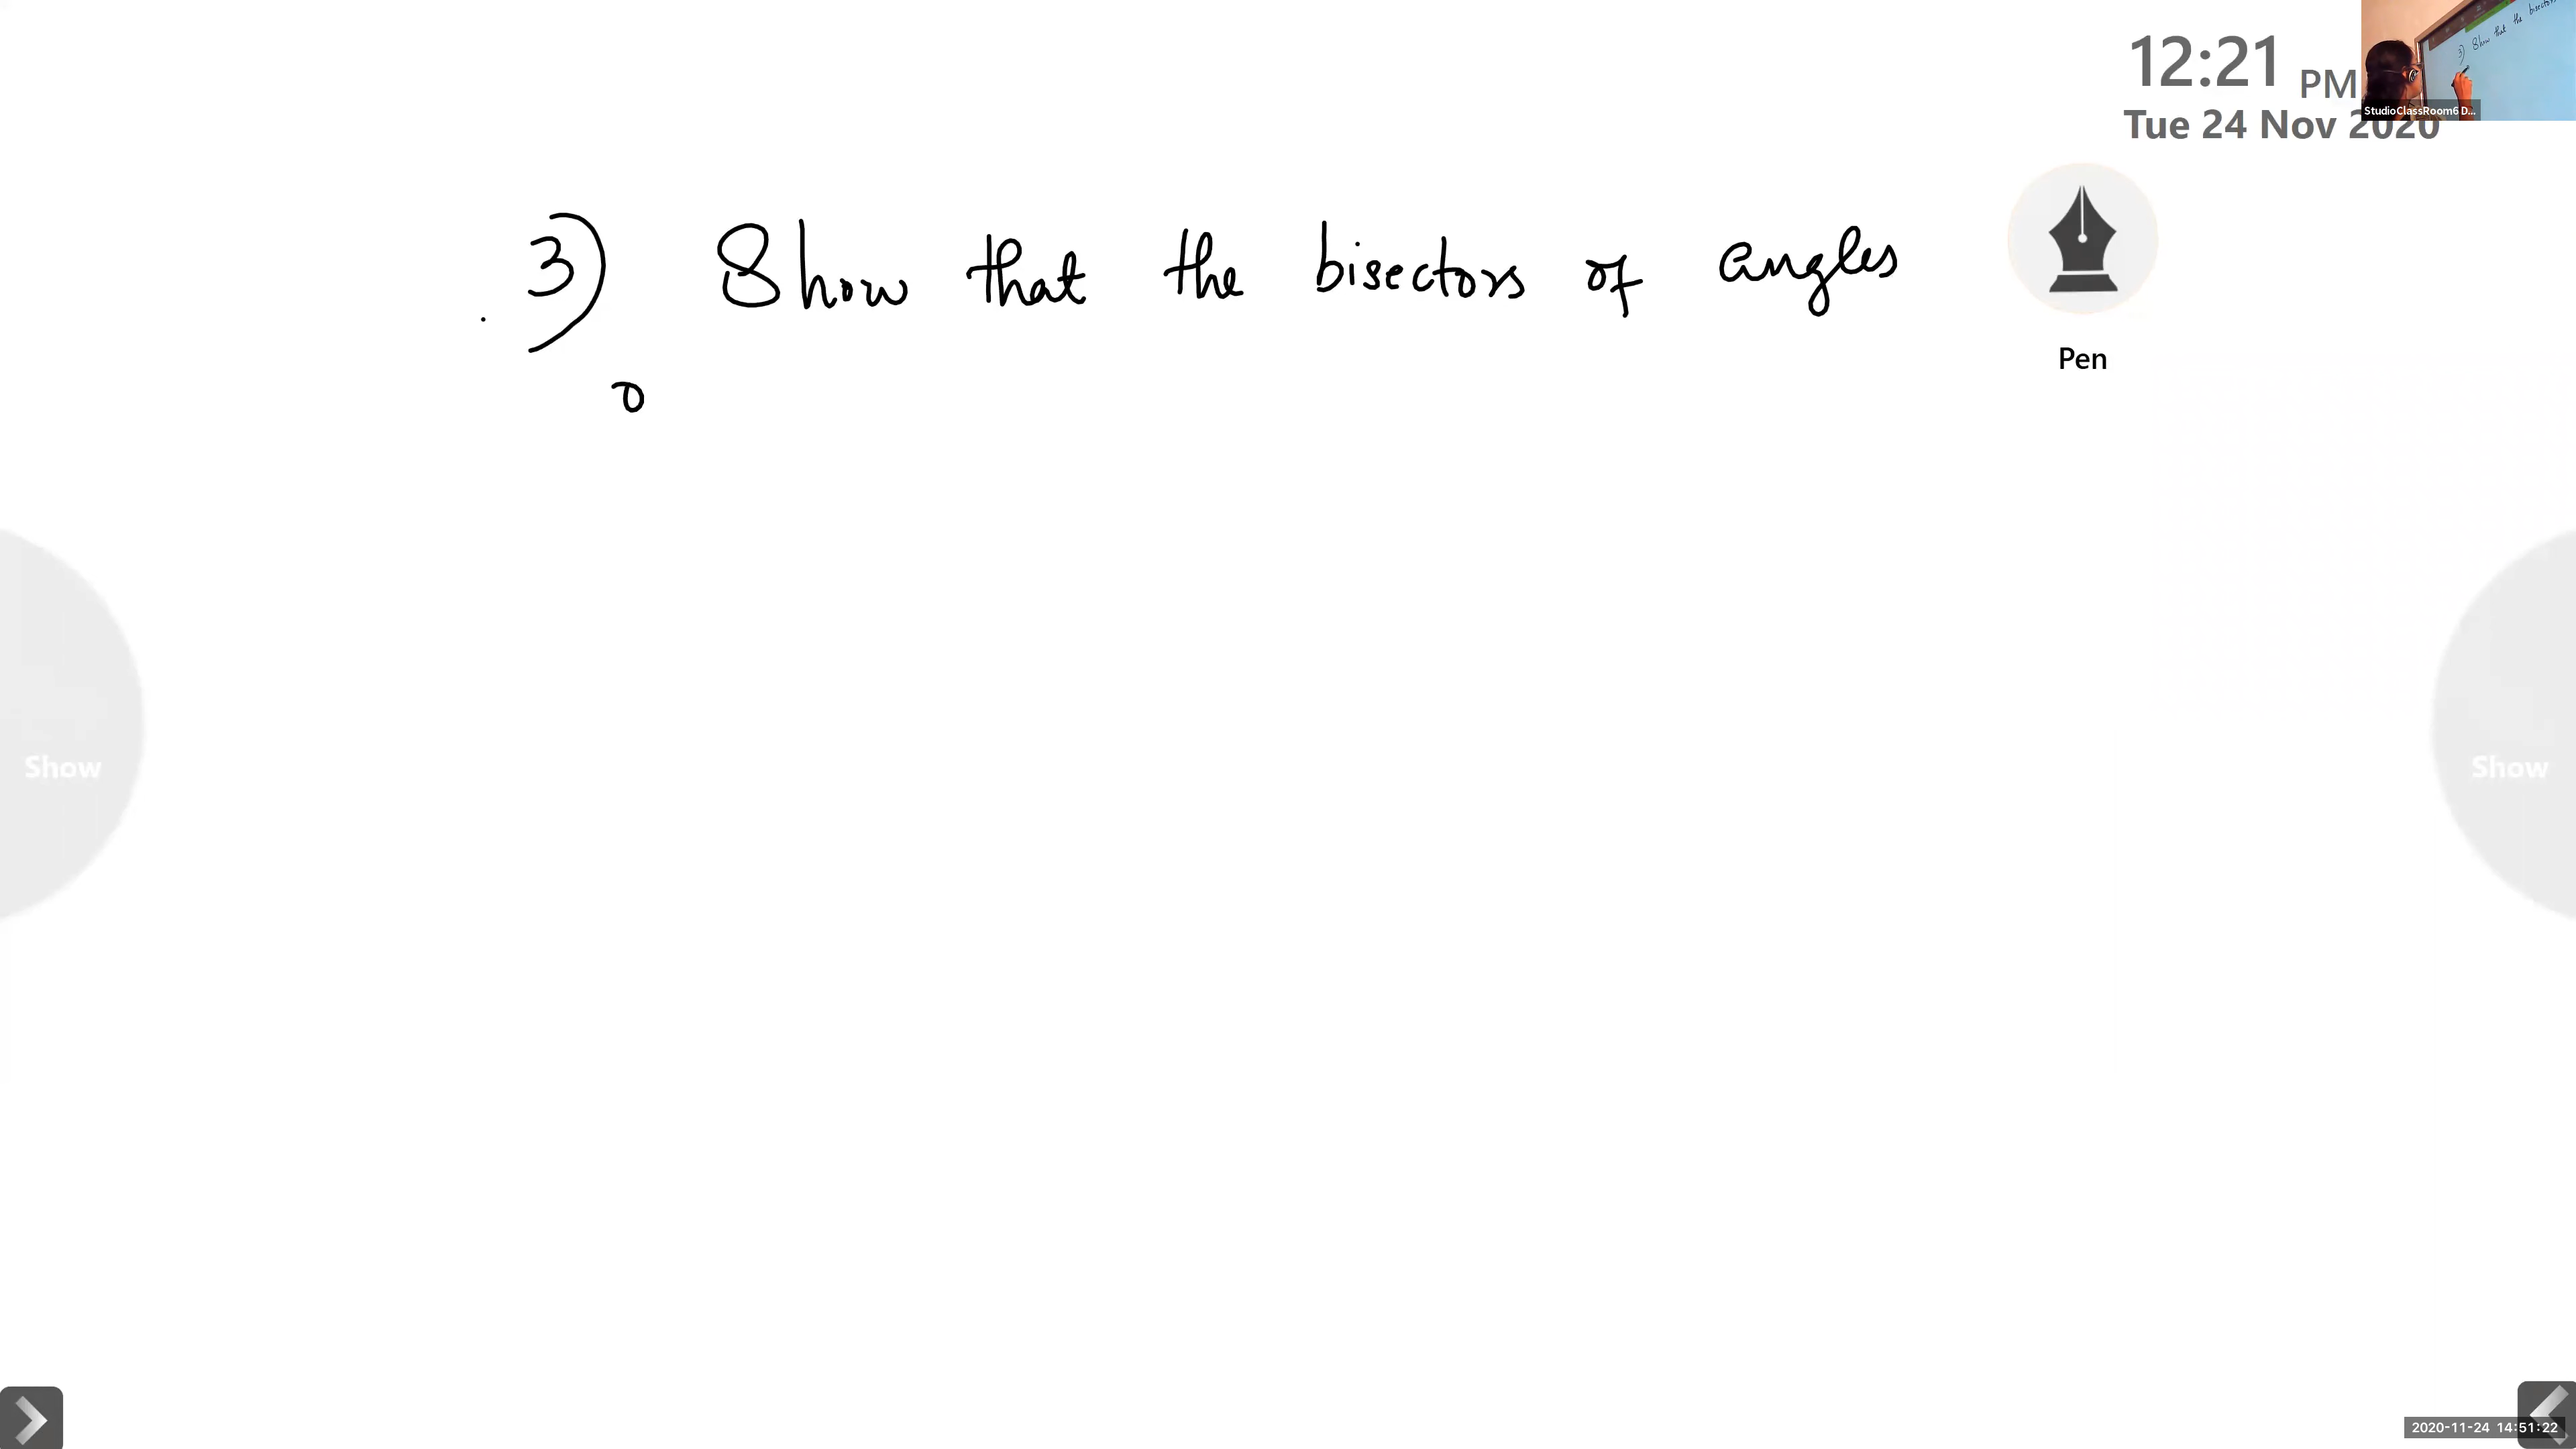 12:21 PM
Tue 24 Nov 2020
StudioClassRoom6 D...
3) Show that the bisectors of angles
Pen
o
Show
Show
2020-11-24 14:51:22